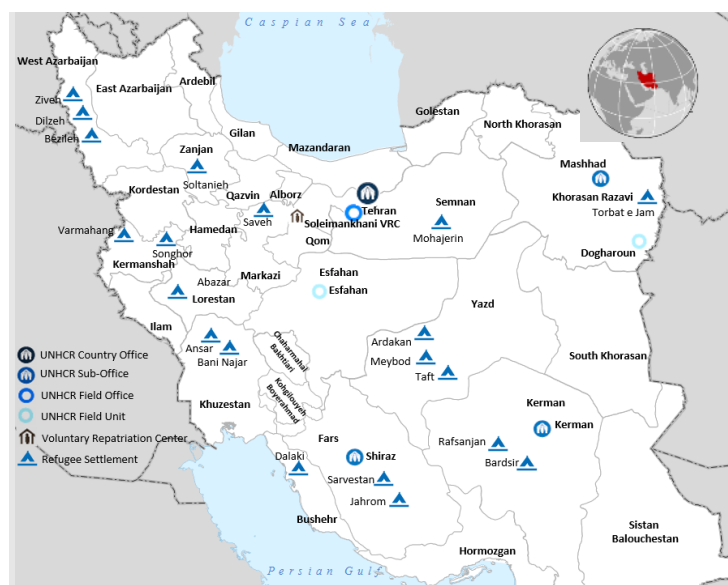 Caspian Sea
West Azarbaijan
East Azarbaijan
Ardebil
Ziveh
Dilzeh
Bezileh
Gilan
Golestan
North Khorasan
Mazandaran
Zanjan
Soltanieh
Mashhad
Khorasan Razavi
Torbat e Jam
Kordestan
Qazvin
Alborz
Tehran
Semnan
Saveh
Soleimankhani VRC
Mohajerin
Varmahang
Hamedan
Songhor
Qom
Dogharoun
Kermanshah
Abazar
Markazi
Esfahan
Lorestan
Esfahan
Yazd
Ilam
Ardakan
Ansar
Bani Najar
Chaharmahal
Bakhtiari
Meybod
Taft
South Khorasan
UNHCR Country Office
UNHCR Sub-Office
UNHCR Field Office
UNHCR Field Unit
Voluntary Repatriation Center
Refugee Settlement
Khuzestan
Kohgilouyeh
Boyerahmad
Kerman
Kerman
Fars
Rafsanjan
Dalaki
Shiraz
Bardsir
Sarvestan
Jahrom
Bushehr
Sistan
Balouchestan
Hormozgan
Persian Gulf